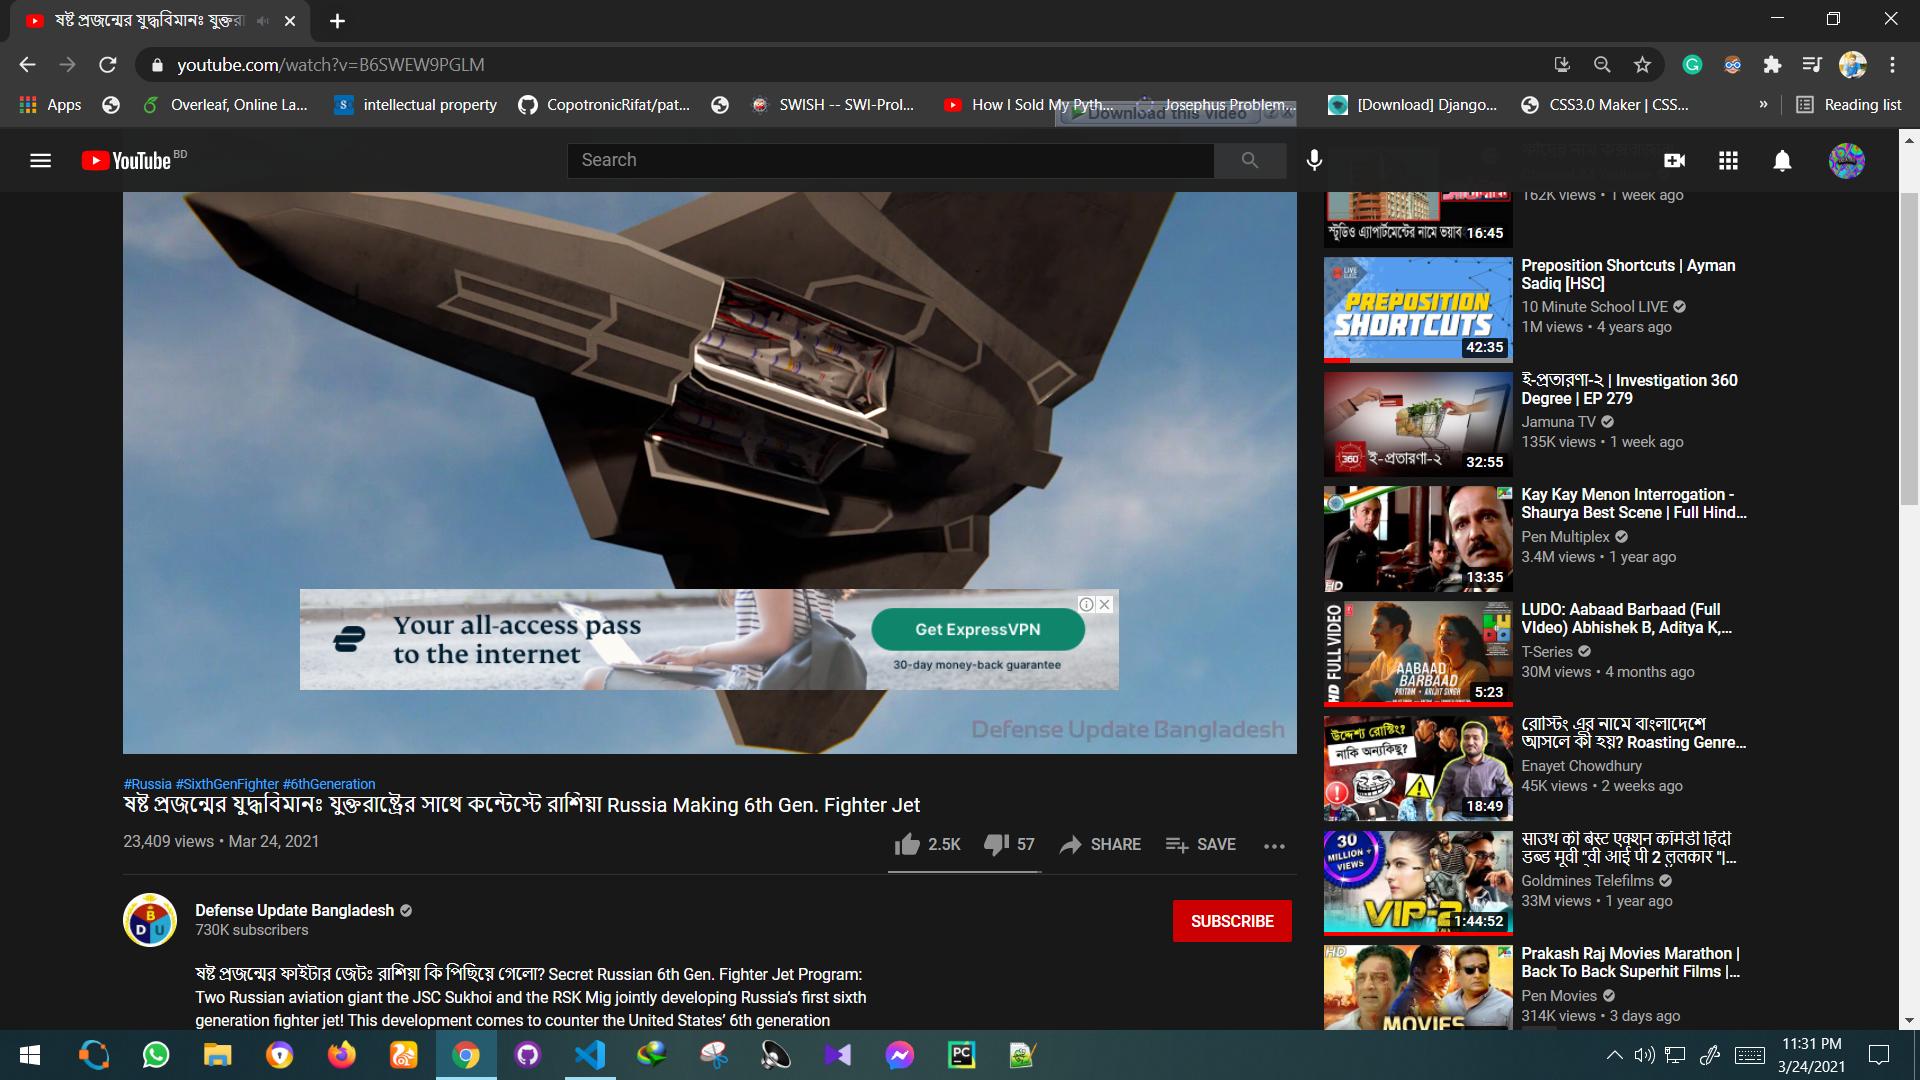 ষষ্ট প্রজন্মের যুদ্ধবিমানঃ যুক্তরা
youtube.com/watch?v=B6SWEW9PGLM
Apps
Overleaf, Online La...
intellectual property
CopotronicRifat/pat...
SWISH -- SWI-Prol...
How I Sold My Pyth...
Josephus Problem...
[Download] Django...
CSS3.0 Maker | CSS...
»
Reading list
Download this video
YouTube BD
Search
162K views • 1 week ago
স্টুডিও এ্যাপার্টমেন্টের নামে ভয়াব
16:45
LIVE
PREPOSITION
SHORTCUTS
42:35
Preposition Shortcuts | Ayman
Sadiq [HSC]
10 Minute School LIVE
1M views • 4 years ago
360
ই-প্রতারণা-২
32:55
ই-প্রতারণা-২ | Investigation 360
Degree | EP 279
Jamuna TV
135K views • 1 week ago
HD
13:35
Kay Kay Menon Interrogation -
Shaurya Best Scene | Full Hind...
Pen Multiplex
3.4M views • 1 year ago
HD FULL VIDEO
AABAAD
BARBAAD
PRITAM • ARIJIT SINGH
5:23
LUDO: Aabaad Barbaad (Full
VIdeo) Abhishek B, Aditya K,...
T-Series
30M views • 4 months ago
উদ্দেশ্য রোস্টিং?
নাকি অন্যকিছু?
18:49
রোস্টিং এর নামে বাংলাদেশে
আসলে কী হয়? Roasting Genre...
Enayet Chowdhury
45K views • 2 weeks ago
30
MILLION +
VIEWS
VIP-2
1:44:52
साउथ की बेस्ट एक्शन कॉमेडी हिंदी
डब्ड मूवी "वी आई पी 2 ललकार "|...
Goldmines Telefilms
33M views • 1 year ago
HD
MOVIES
Prakash Raj Movies Marathon |
Back To Back Superhit Films |...
Pen Movies
314K views • 3 days ago
Your all-access pass
to the internet
Get ExpressVPN
30-day money-back guarantee
Defense Update Bangladesh
#Russia #SixthGenFighter #6thGeneration
ষষ্ট প্রজন্মের যুদ্ধবিমানঃ যুক্তরাষ্ট্রের সাথে কন্টেস্টে রাশিয়া Russia Making 6th Gen. Fighter Jet
23,409 views • Mar 24, 2021
2.5K
57
SHARE
SAVE
B D U
Defense Update Bangladesh
730K subscribers
SUBSCRIBE
ষষ্ট প্রজন্মের ফাইটার জেটঃ রাশিয়া কি পিছিয়ে গেলো? Secret Russian 6th Gen. Fighter Jet Program:
Two Russian aviation giant the JSC Sukhoi and the RSK Mig jointly developing Russia's first sixth
generation fighter jet! This development comes to counter the United States' 6th generation
PC
11:31 PM
3/24/2021